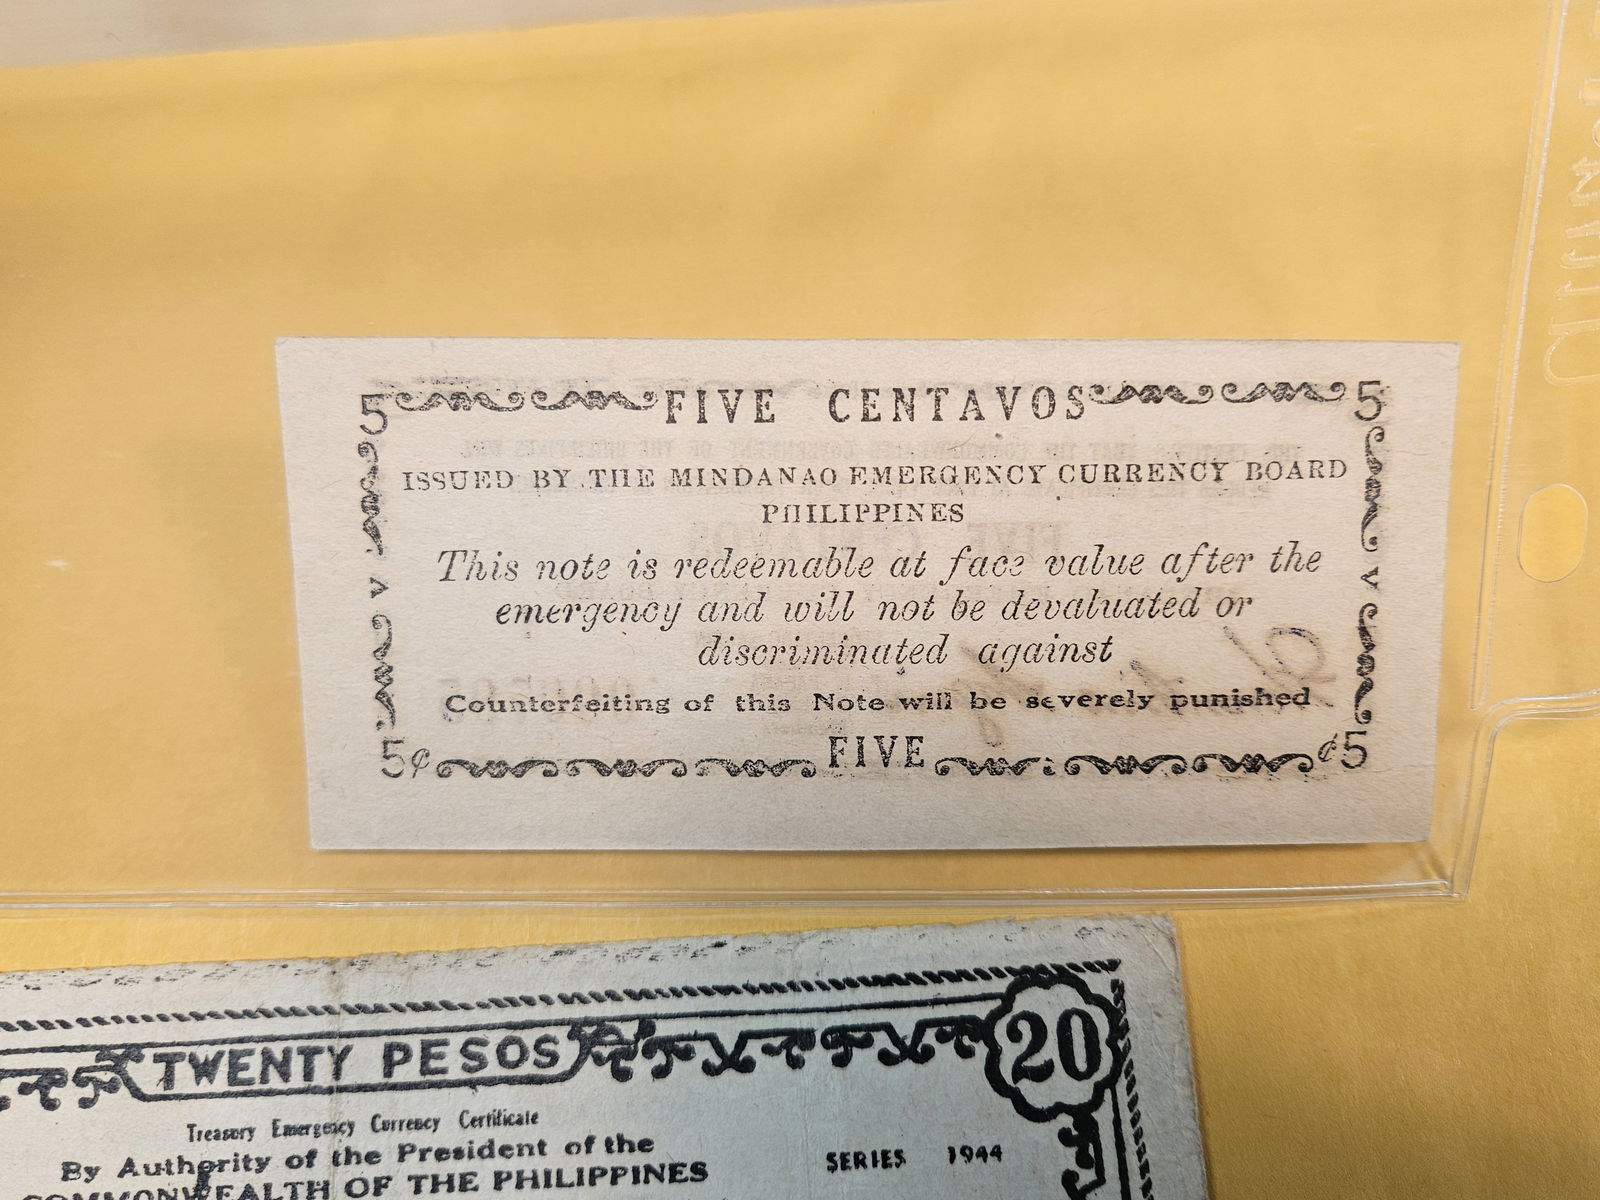 5 FIVE CENTAVOS 5
ISSUED BY THE MINDANAO EMERGENCY CURRENCY BOARD
PHILIPPINES
This note is redeemable at face value after the
V V
emergency and will not be devaluated or
discriminated against
Counterfeiting of this Note will be severely punished
5¢ FIVE ¢5
TWENTY PESOS 20
Treasury Emergency Currency Certificate
By Authority of the President of the
SERIES 1944
COMMONWEALTH OF THE PHILIPPINES